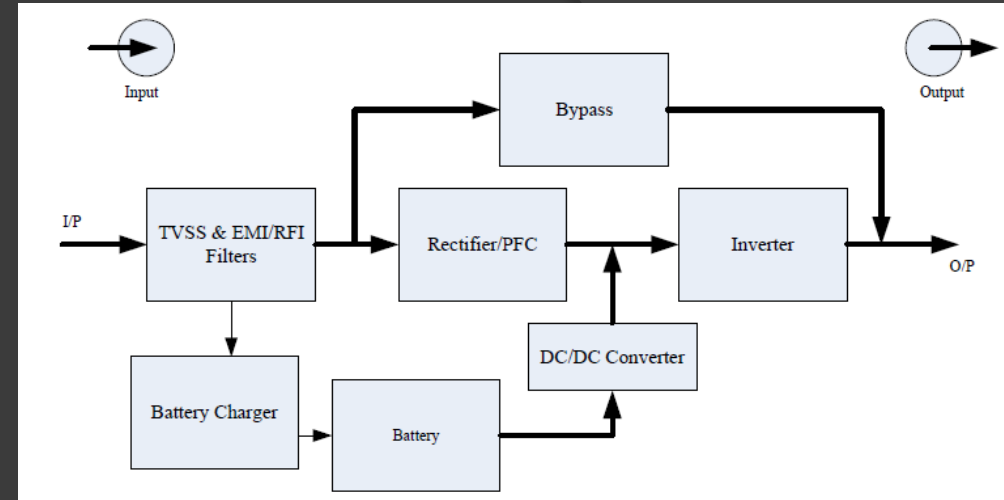 Input
Output
Bypass
I/P
TVSS & EMI/RFI
Filters
Rectifier/PFC
Inverter
O/P
DC/DC Converter
Battery Charger
Battery